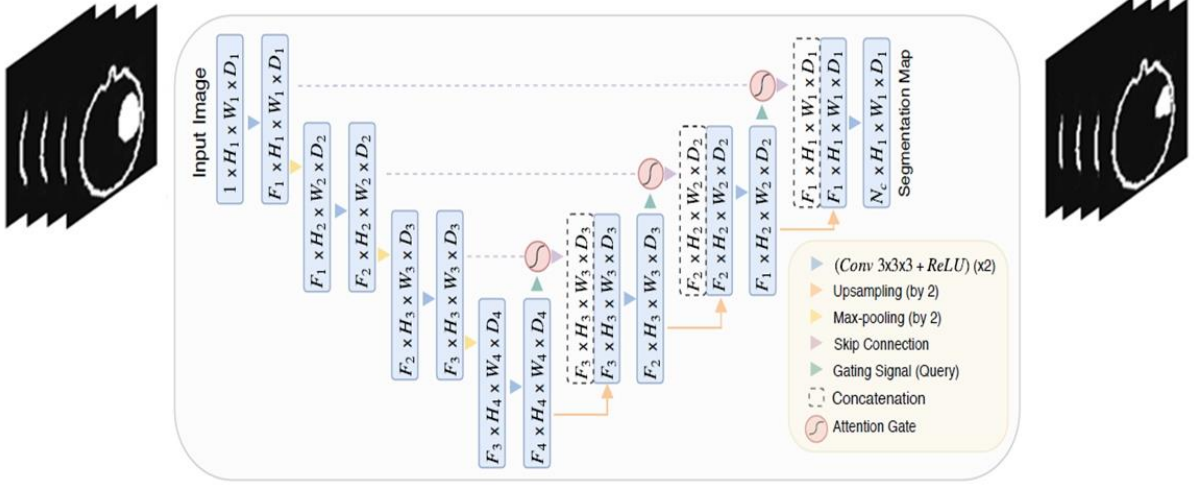 Input Image
1 x H₁ x W₁ x D₁
F₁ x H₁ x W₁ x D₁
F₁ x H₂ x W₂ x D₂
F₂ x H₂ x W₂ x D₂
F₂ x H₃ x W₃ x D₃
F₃ x H₃ x W₃ x D₃
F₃ x H₄ x W₄ x D₄
F₄ x H₄ x W₄ x D₄
F₃ x H₃ x W₃ x D₃
F₃ x H₃ x W₃ x D₃
F₂ x H₃ x W₃ x D₃
F₂ x H₂ x W₂ x D₂
F₂ x H₂ x W₂ x D₂
F₁ x H₂ x W₂ x D₂
F₁ x H₁ x W₁ x D₁
F₁ x H₁ x W₁ x D₁
N_c x H₁ x W₁ x D₁
Segmentation Map
(Conv 3x3x3 + ReLU) (x2)
Upsampling (by 2)
Max-pooling (by 2)
Skip Connection
Gating Signal (Query)
Concatenation
Attention Gate